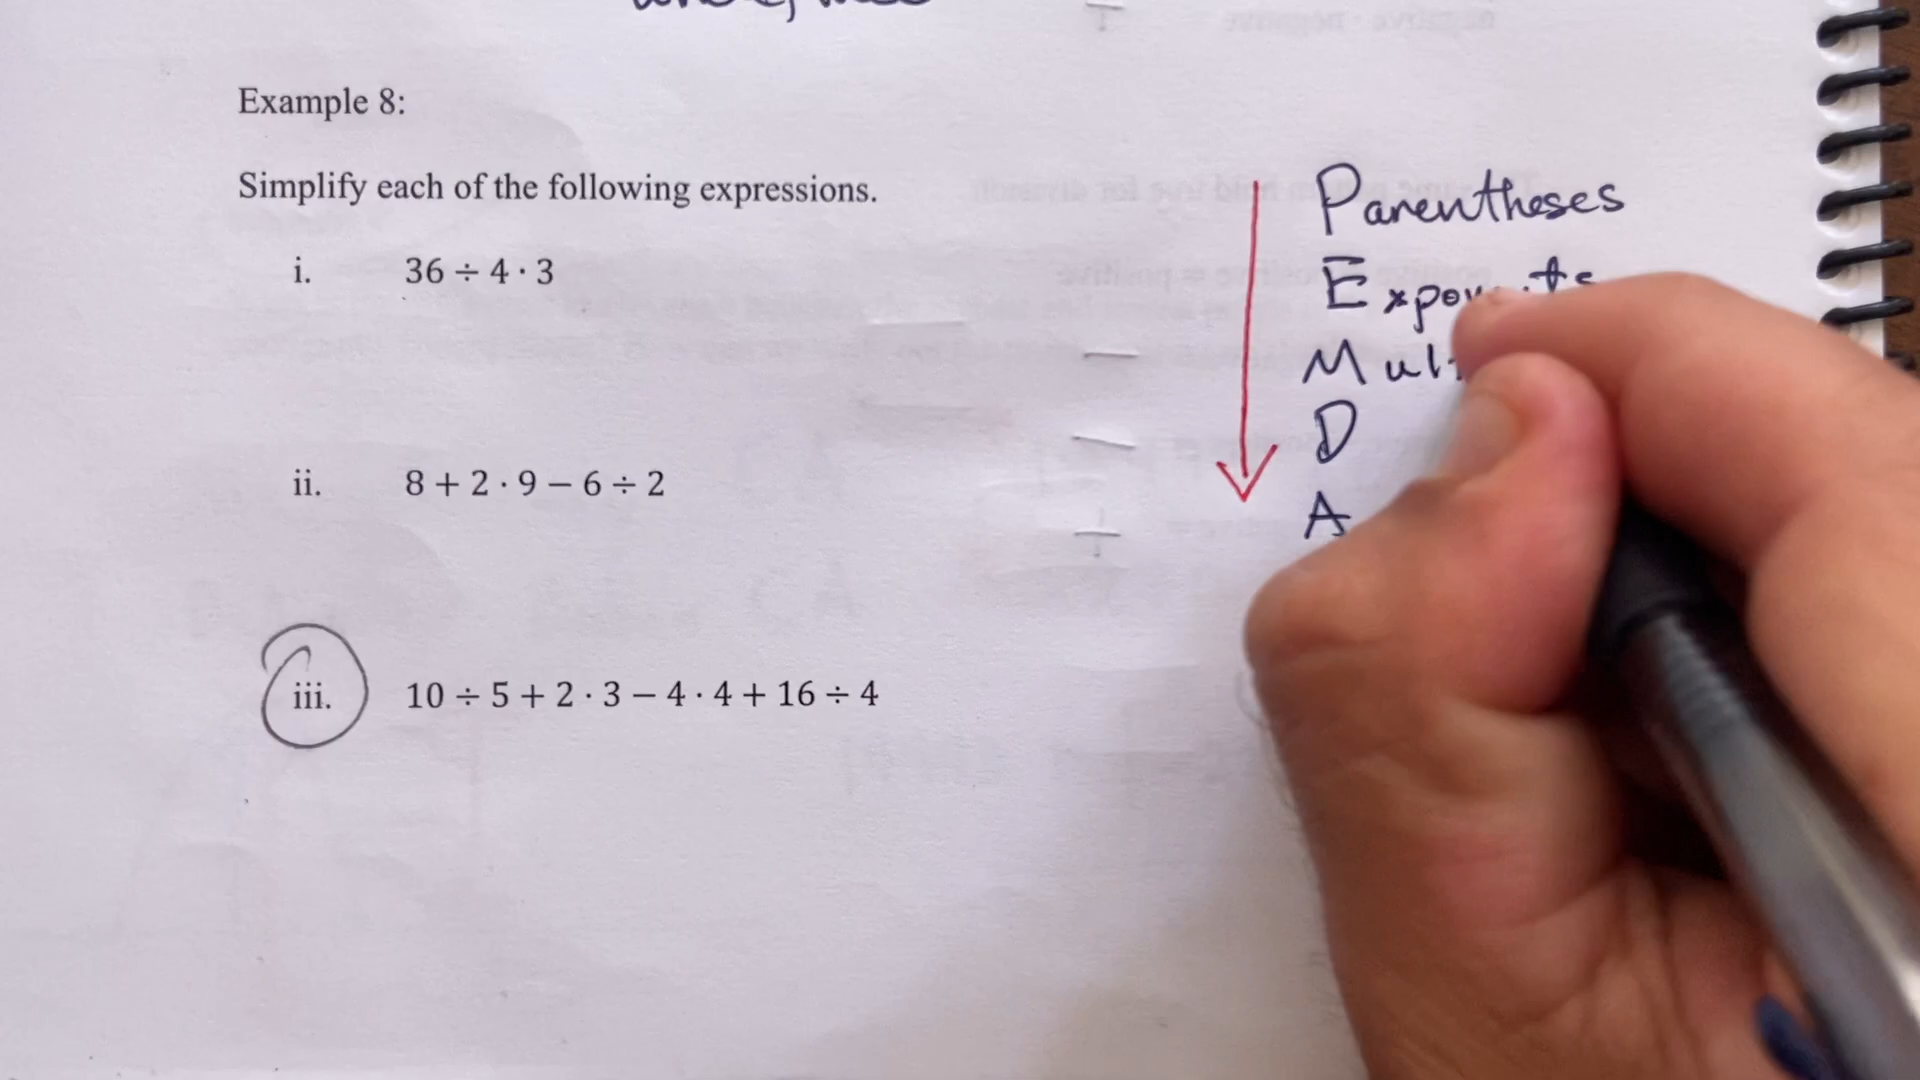 Example 8:
Simplify each of the following expressions.
i. 36 ÷ 4 · 3
ii. 8 + 2 · 9 − 6 ÷ 2
iii. 10 ÷ 5 + 2 · 3 − 4 · 4 + 16 ÷ 4
Parentheses
E
M
D
A